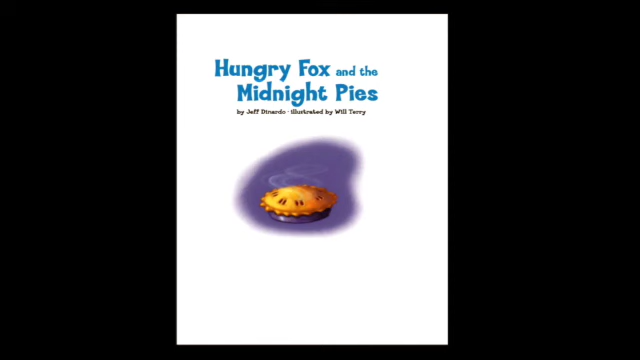 Hungry Fox and the
Midnight Pies
by Jeff Dinardo • illustrated by Will Terry